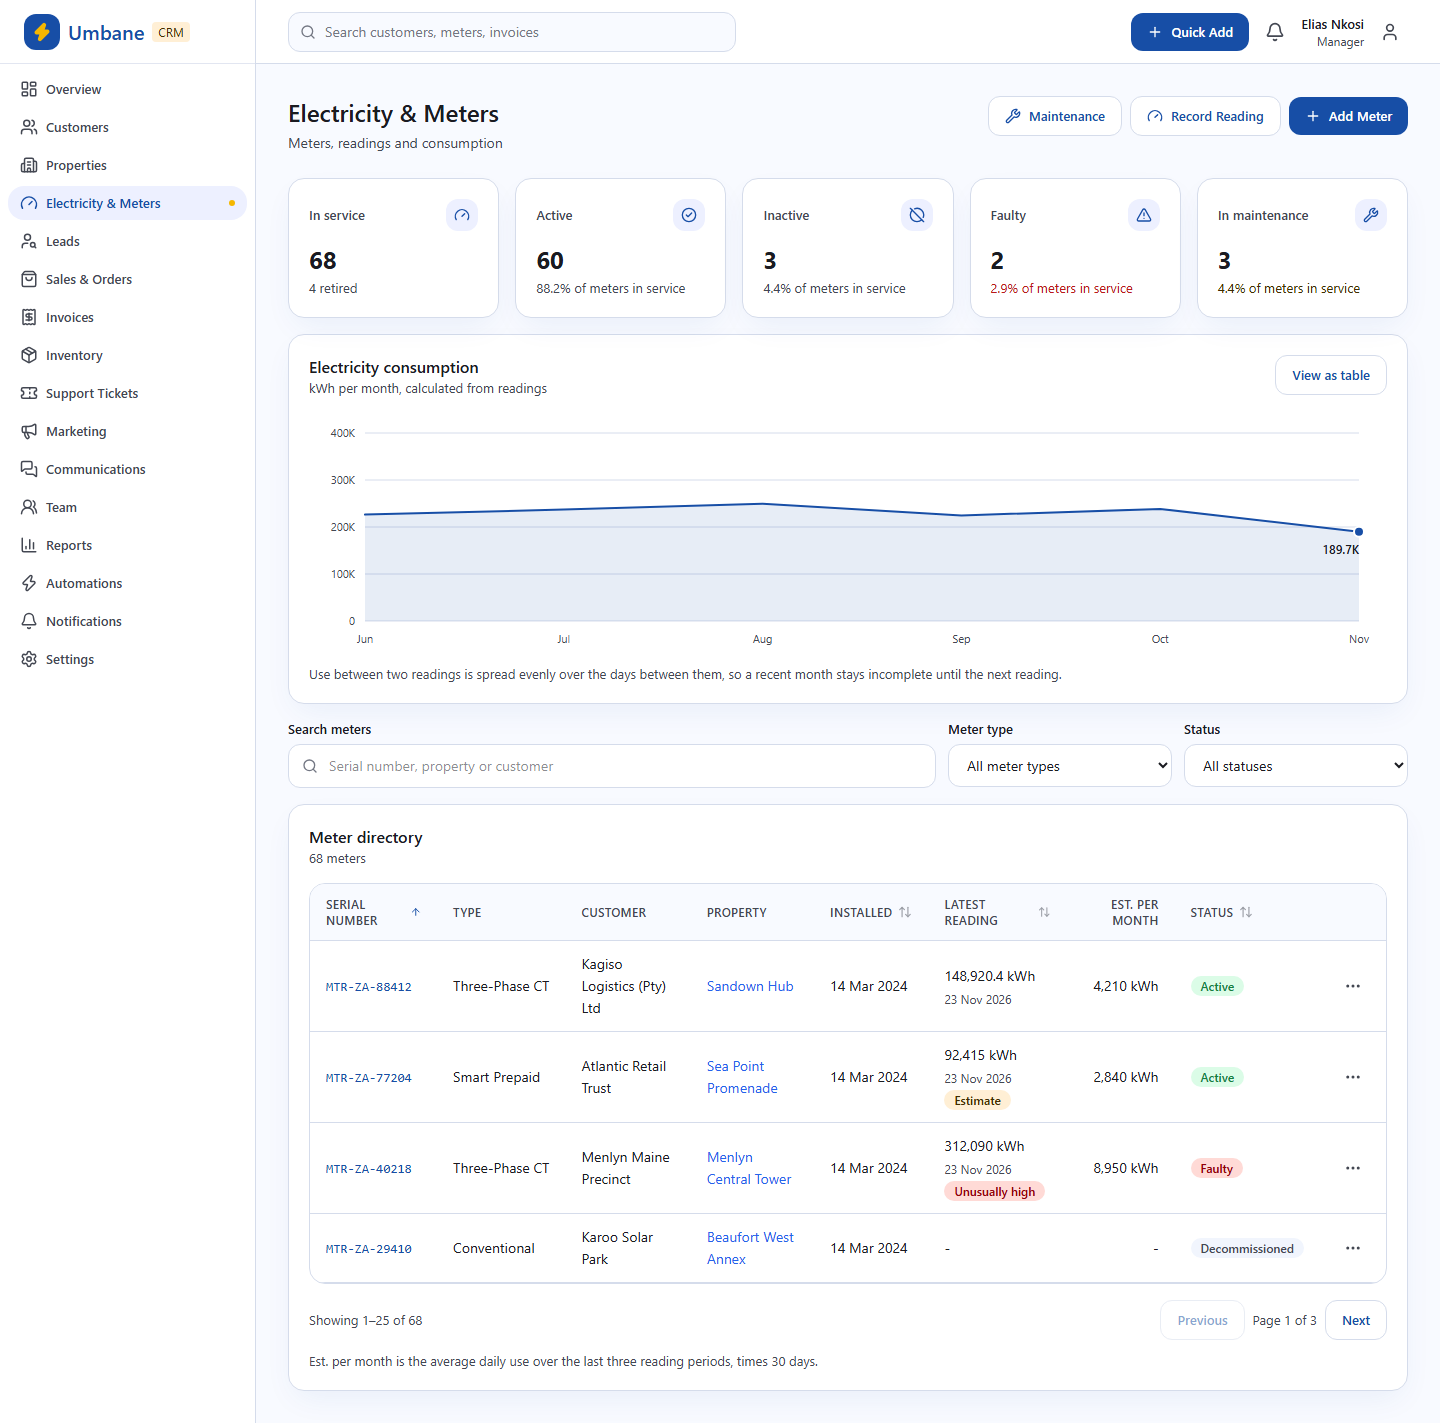 Umbane CRM
Search customers, meters, invoices
Quick Add
Elias Nkosi
Manager
Overview
Customers
Properties
Electricity & Meters
Leads
Sales & Orders
Invoices
Inventory
Support Tickets
Marketing
Communications
Team
Reports
Automations
Notifications
Settings
Electricity & Meters
Meters, readings and consumption
Maintenance
Record Reading
Add Meter
In service
68
4 retired
Active
60
88.2% of meters in service
Inactive
3
4.4% of meters in service
Faulty
2
2.9% of meters in service
In maintenance
3
4.4% of meters in service
Electricity consumption
kWh per month, calculated from readings
View as table
400K
300K
200K
100K
0
189.7K
Jun Jul Aug Sep Oct Nov
Use between two readings is spread evenly over the days between them, so a recent month stays incomplete until the next reading.
Search meters
Serial number, property or customer
Meter type
All meter types
Status
All statuses
Meter directory
68 meters
SERIAL NUMBER TYPE CUSTOMER PROPERTY INSTALLED LATEST READING EST. PER MONTH STATUS
MTR-ZA-88412
Three-Phase CT
Kagiso
Logistics (Pty)
Ltd
Sandown Hub
14 Mar 2024
148,920.4 kWh
23 Nov 2026
4,210 kWh
Active
MTR-ZA-77204
Smart Prepaid
Atlantic Retail
Trust
Sea Point
Promenade
14 Mar 2024
92,415 kWh
23 Nov 2026
Estimate
2,840 kWh
Active
MTR-ZA-40218
Three-Phase CT
Menlyn Maine
Precinct
Menlyn
Central Tower
14 Mar 2024
312,090 kWh
23 Nov 2026
Unusually high
8,950 kWh
Faulty
MTR-ZA-29410
Conventional
Karoo Solar
Park
Beaufort West
Annex
14 Mar 2024
-
-
Decommissioned
Showing 1–25 of 68
Previous
Page 1 of 3
Next
Est. per month is the average daily use over the last three reading periods, times 30 days.